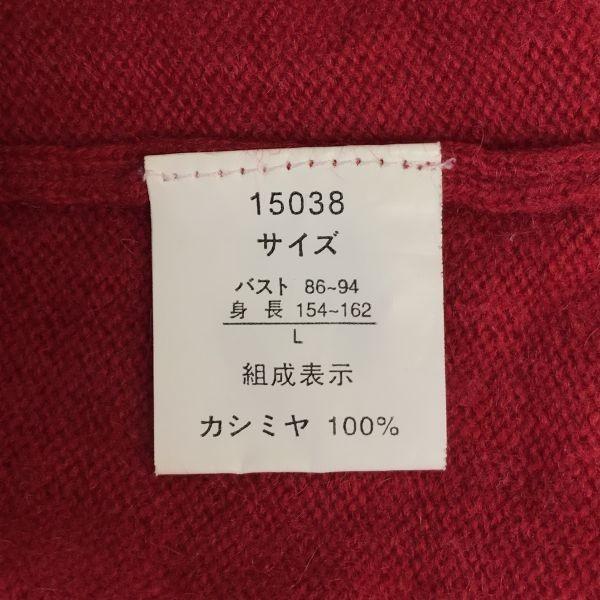 15038
サイズ
バスト 86~94
身 長 154~162
L
組成表示
カシミヤ 100%